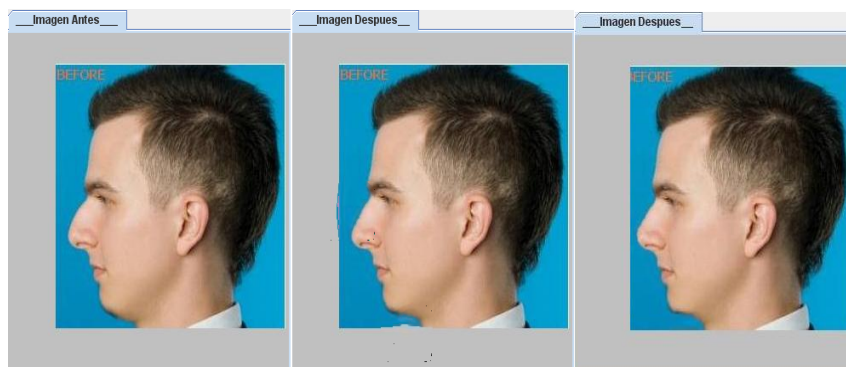 ___Imagen Antes___
___Imagen Despues__
___Imagen Despues__
BEFORE
BEFORE
BEFORE